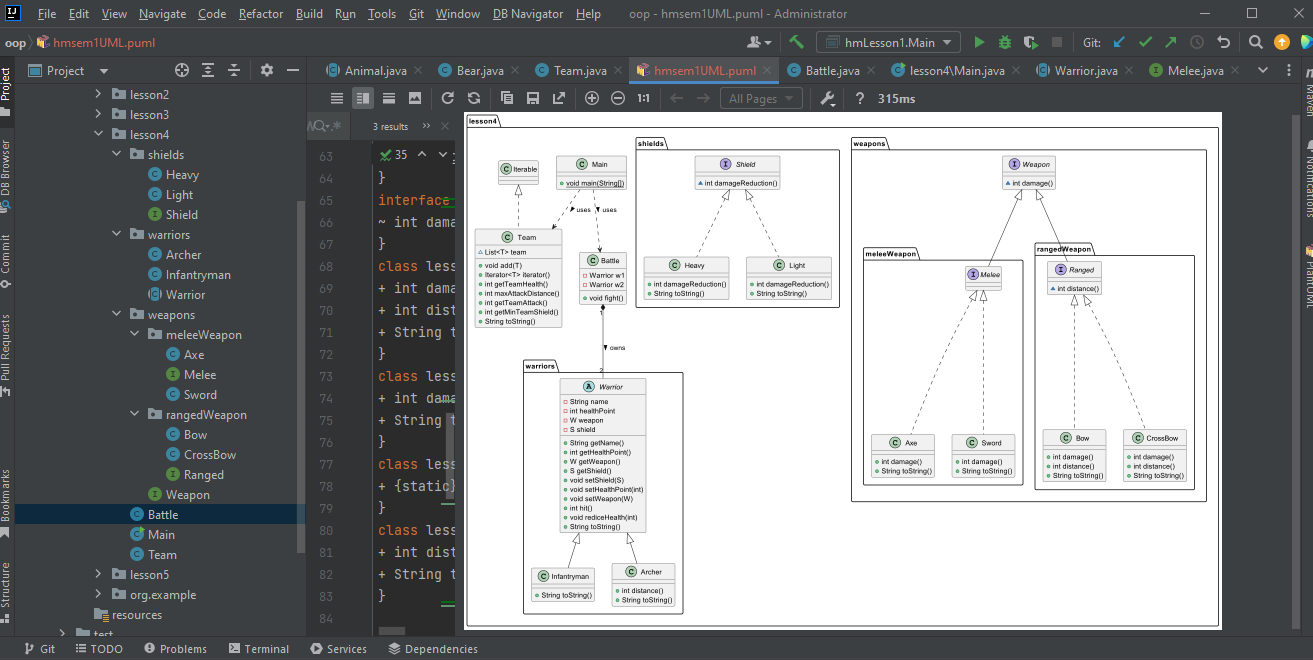 File Edit View Navigate Code Refactor Build Run Tools Git Window DB Navigator Help oop - hmsem1UML.puml - Administrator
oop hmsem1UML.puml hmLesson1.Main Git:
Project Animal.java Bear.java Team.java hmsem1UML.puml Battle.java lesson4\Main.java Warrior.java Melee.java
All Pages 1:1 ? 315ms
3 results
35
lesson2
lesson3
lesson4
shields
Heavy
Light
Shield
warriors
Archer
Infantryman
Warrior
weapons
meleeWeapon
Axe
Melee
Sword
rangedWeapon
Bow
CrossBow
Ranged
Weapon
Battle
Main
Team
lesson5
org.example
resources
test
63
64 }
65 interface
66 ~ int dama
67 }
68 class less
69 + int dama
70 + int dist
71 + String t
72 }
73 class less
74 + int dama
75 + String t
76 }
77 class less
78 + {static}
79 }
80 class less
81 + int dist
82 + String t
83 }
84
lesson4
Iterable
Main
void main(String[])
uses
uses
Team
List<T> team
void add(T)
Iterator<T> iterator()
int getTeamHealth()
int maxAttackDistance()
int getTeamAttack()
int getMinTeamShield()
String toString()
Battle
Warrior w1
Warrior w2
void fight()
1
owns
2
shields
Shield
int damageReduction()
Heavy
int damageReduction()
String toString()
Light
int damageReduction()
String toString()
warriors
Warrior
String name
int healthPoint
W weapon
S shield
String getName()
int getHealthPoint()
W getWeapon()
S getShield()
void setShield(S)
void setHealthPoint(int)
void setWeapon(W)
int hit()
void rediceHealth(int)
String toString()
Infantryman
String toString()
Archer
int distance()
String toString()
weapons
Weapon
int damage()
meleeWeapon
Melee
Axe
int damage()
String toString()
Sword
int damage()
String toString()
rangedWeapon
Ranged
int distance()
Bow
int damage()
int distance()
String toString()
CrossBow
int damage()
int distance()
String toString()
Project
DB Browser
Commit
Pull Requests
Bookmarks
Structure
Maven
Notifications
PlantUML
Git TODO Problems Terminal Services Dependencies